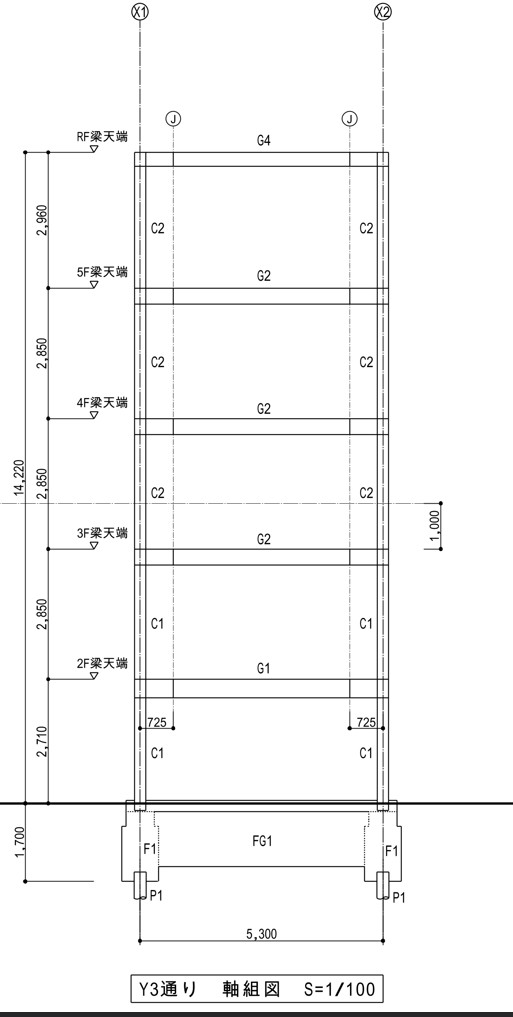 X1 X2
J J
RF梁天端 G4
2,960 C2 C2
5F梁天端 G2
2,850 C2 C2
4F梁天端 G2
14,220 2,850 C2 C2
1,000
3F梁天端 G2
2,850 C1 C1
2F梁天端 G1
725 725
2,710 C1 C1
1,700 F1 FG1 F1
P1 P1
5,300
Y3通り 軸組図 S=1/100